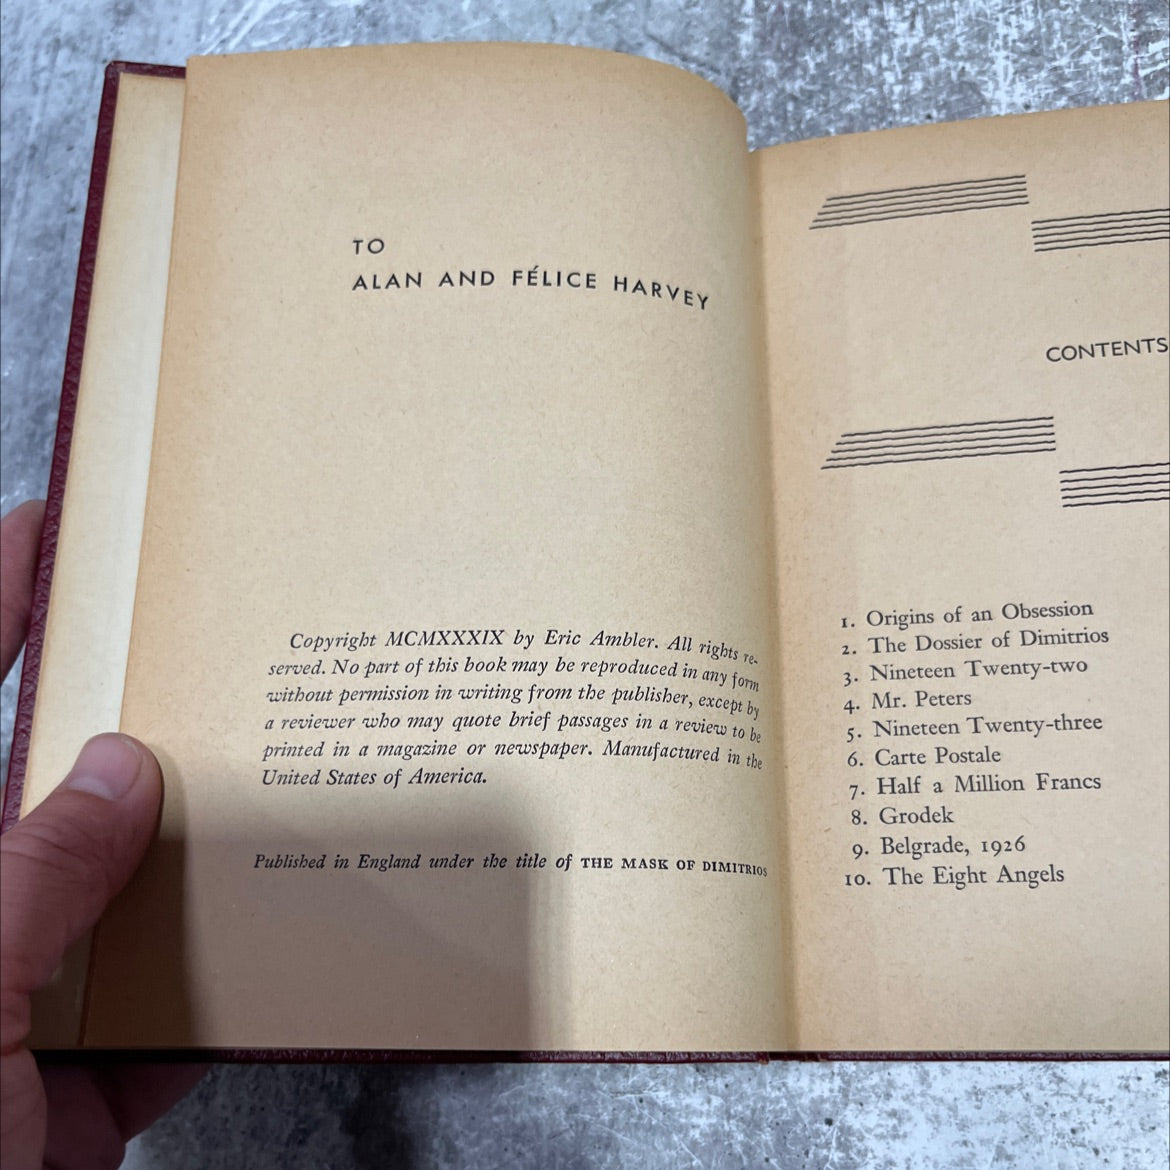 TO
ALAN AND FÉLICE HARVEY
Copyright MCMXXXIX by Eric Ambler. All rights re-
served. No part of this book may be reproduced in any form
without permission in writing from the publisher, except by
a reviewer who may quote brief passages in a review to be
printed in a magazine or newspaper. Manufactured in the
United States of America.
Published in England under the title of THE MASK OF DIMITRIOS
CONTENTS
1. Origins of an Obsession
2. The Dossier of Dimitrios
3. Nineteen Twenty-two
4. Mr. Peters
5. Nineteen Twenty-three
6. Carte Postale
7. Half a Million Francs
8. Grodek
9. Belgrade, 1926
10. The Eight Angels